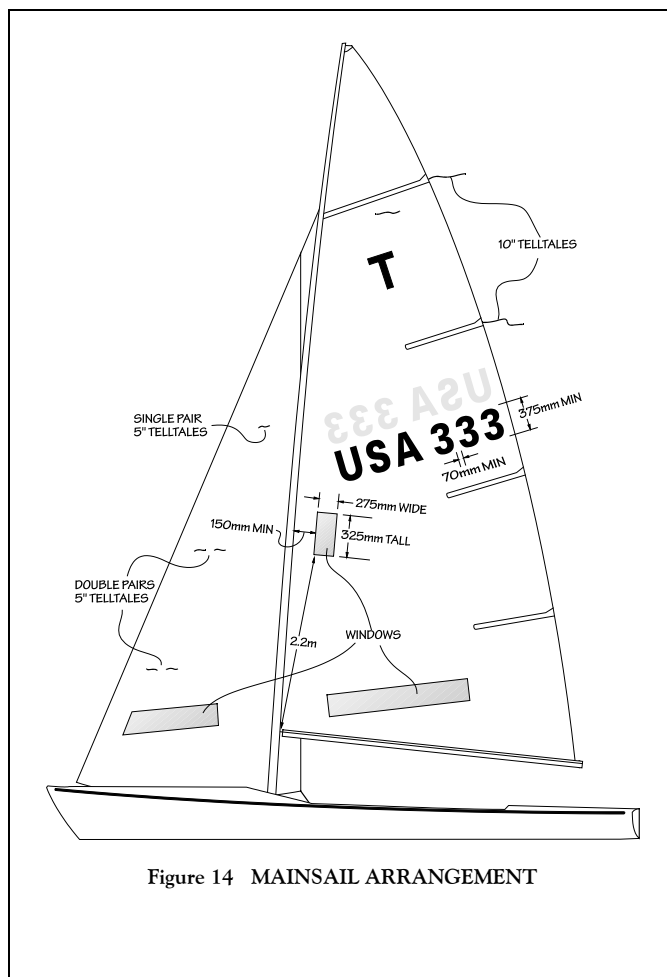 10" TELLTALES
T
USA 333
375mm MIN
USA 333
70mm MIN
SINGLE PAIR
5" TELLTALES
275mm WIDE
150mm MIN
325mm TALL
DOUBLE PAIRS
5" TELLTALES
2.2m
WINDOWS
Figure 14 MAINSAIL ARRANGEMENT